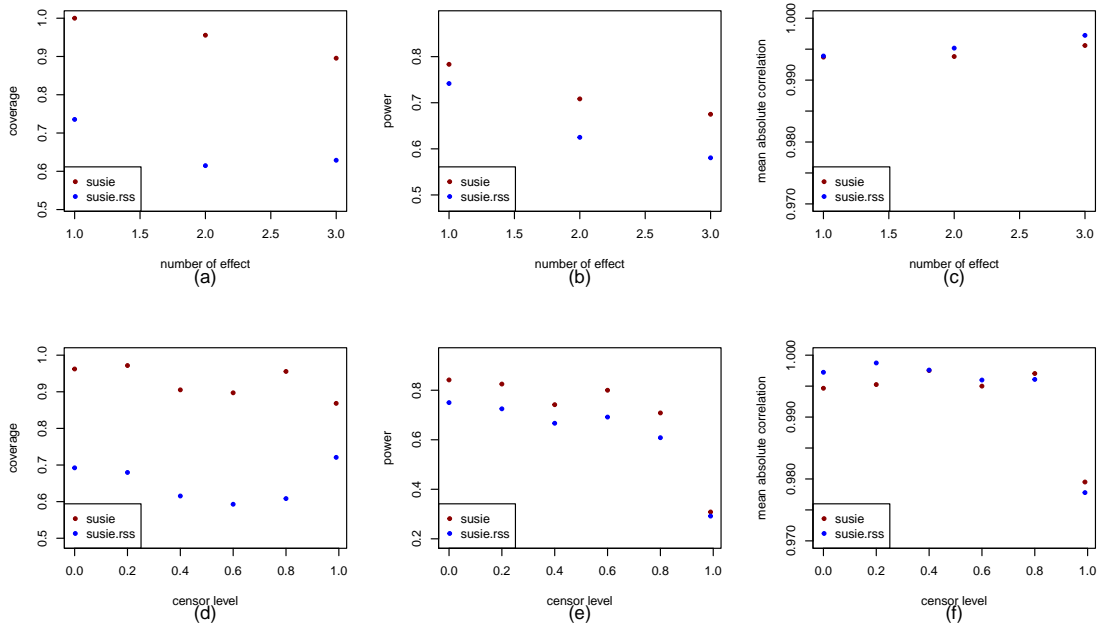 coverage
1.0
0.9
0.8
0.7
0.6
0.5
susie
susie.rss
1.0 1.5 2.0 2.5 3.0
number of effect
(a)
power
0.8
0.7
0.6
0.5
susie
susie.rss
1.0 1.5 2.0 2.5 3.0
number of effect
(b)
mean absolute correlation
1.000
0.990
0.980
0.970
susie
susie.rss
1.0 1.5 2.0 2.5 3.0
number of effect
(c)
coverage
1.0
0.9
0.8
0.7
0.6
0.5
susie
susie.rss
0.0 0.2 0.4 0.6 0.8 1.0
censor level
(d)
power
0.8
0.6
0.4
0.2
susie
susie.rss
0.0 0.2 0.4 0.6 0.8 1.0
censor level
(e)
mean absolute correlation
1.000
0.990
0.980
0.970
susie
susie.rss
0.0 0.2 0.4 0.6 0.8 1.0
censor level
(f)